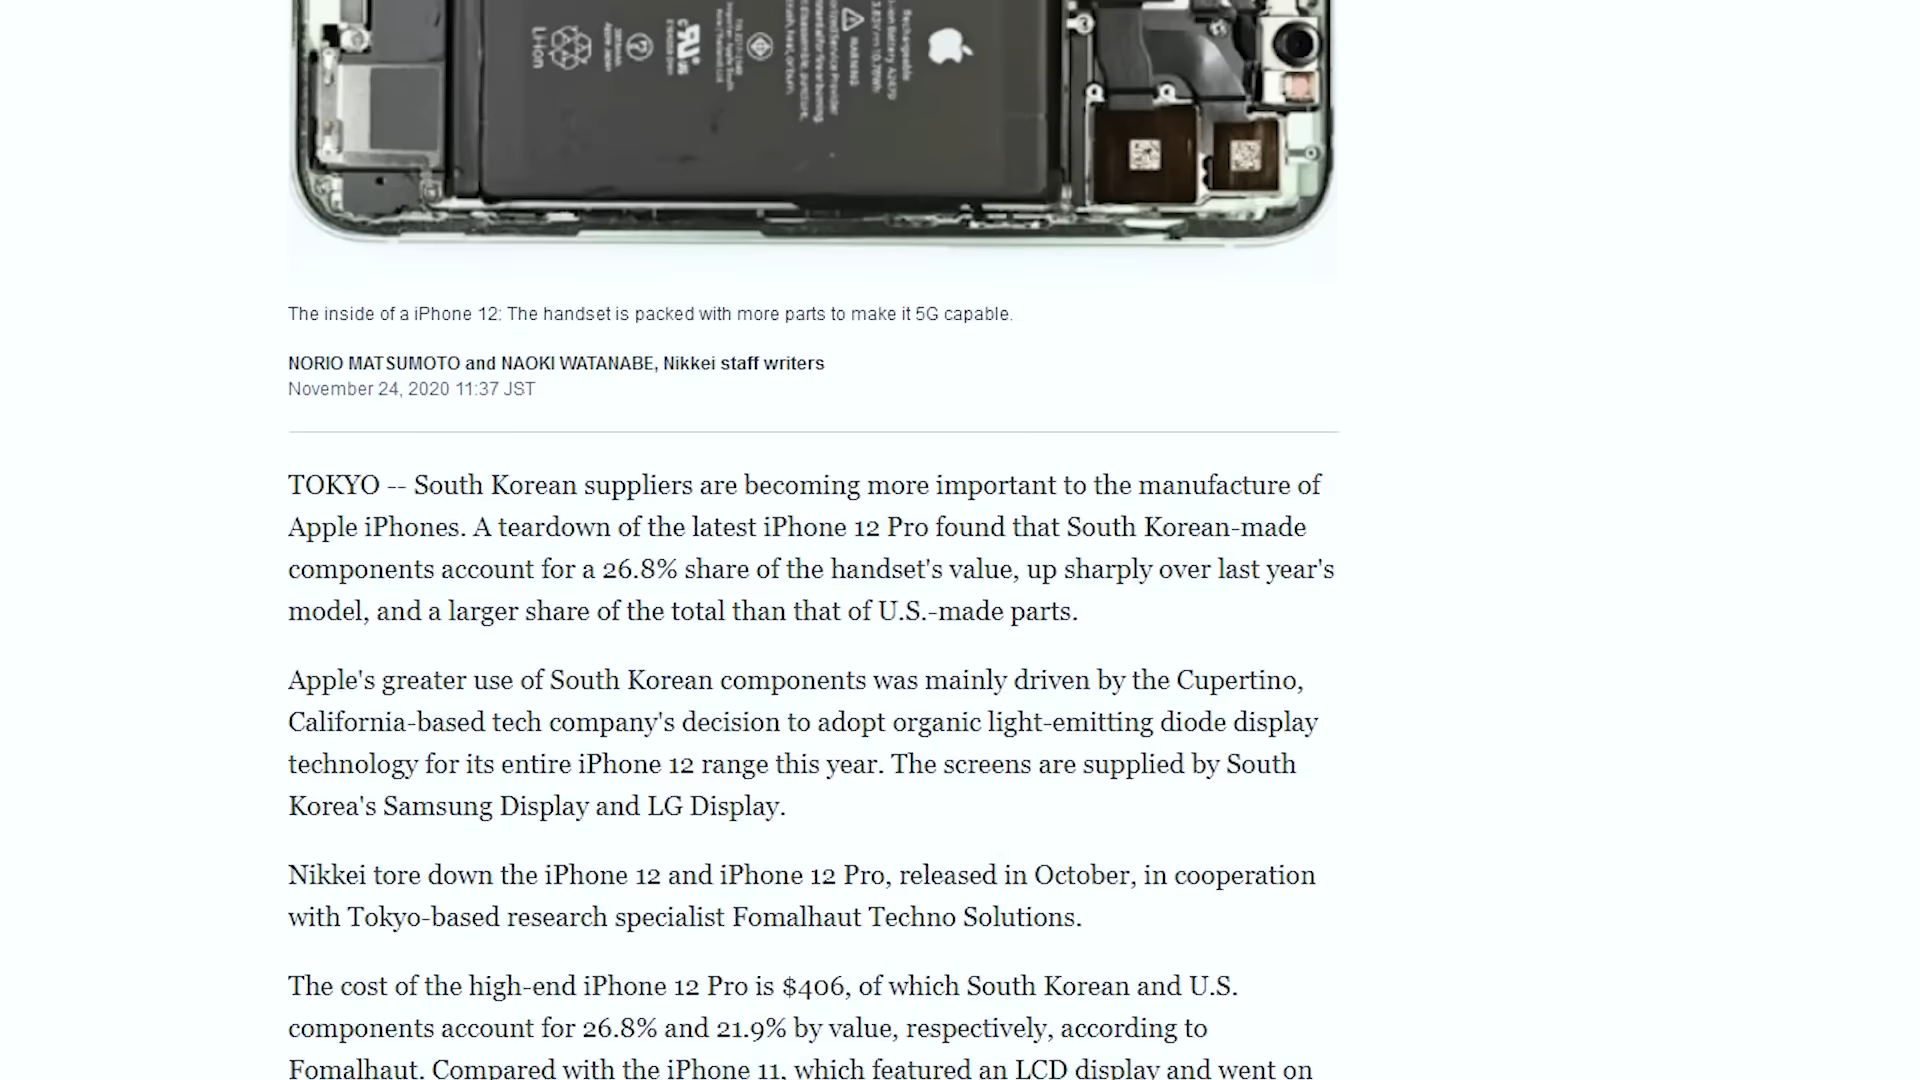 Li-ion
WARNING
The inside of a iPhone 12: The handset is packed with more parts to make it 5G capable.
NORIO MATSUMOTO and NAOKI WATANABE, Nikkei staff writers
November 24, 2020 11:37 JST
TOKYO -- South Korean suppliers are becoming more important to the manufacture of
Apple iPhones. A teardown of the latest iPhone 12 Pro found that South Korean-made
components account for a 26.8% share of the handset's value, up sharply over last year's
model, and a larger share of the total than that of U.S.-made parts.
Apple's greater use of South Korean components was mainly driven by the Cupertino,
California-based tech company's decision to adopt organic light-emitting diode display
technology for its entire iPhone 12 range this year. The screens are supplied by South
Korea's Samsung Display and LG Display.
Nikkei tore down the iPhone 12 and iPhone 12 Pro, released in October, in cooperation
with Tokyo-based research specialist Fomalhaut Techno Solutions.
The cost of the high-end iPhone 12 Pro is $406, of which South Korean and U.S.
components account for 26.8% and 21.9% by value, respectively, according to
Fomalhaut. Compared with the iPhone 11, which featured an LCD display and went on